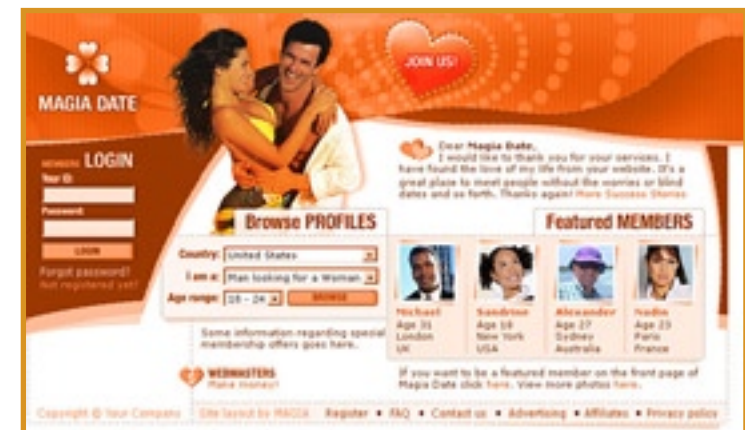 MAGIA DATE
JOIN US!
MEMBERS LOGIN
Your ID:
Password:
LOGIN
Forgot password?
Not registered yet?
Dear Magia Date,
I would like to thank you for your services. I
have found the love of my life from your website. It's a
great place to meet people without the worries or blind
dates and so forth. Thanks again! More Success Stories
Browse PROFILES
Country: United States
I am a: Man looking for a Woman
Age range: 18 - 24 BROWSE
Some information regarding special
membership offers goes here.
WEBMASTERS
Make money!
Featured MEMBERS
Michael
Age 31
London
UK
Sandrine
Age 18
New York
USA
Alexander
Age 27
Sydney
Australia
Nadin
Age 23
Paris
France
If you want to be a featured member on the front page of
Magia Date click here. View more photos here.
Copyright © Your Company Site layout by MAGIA Register • FAQ • Contact us • Advertising • Affiliates • Privacy policy